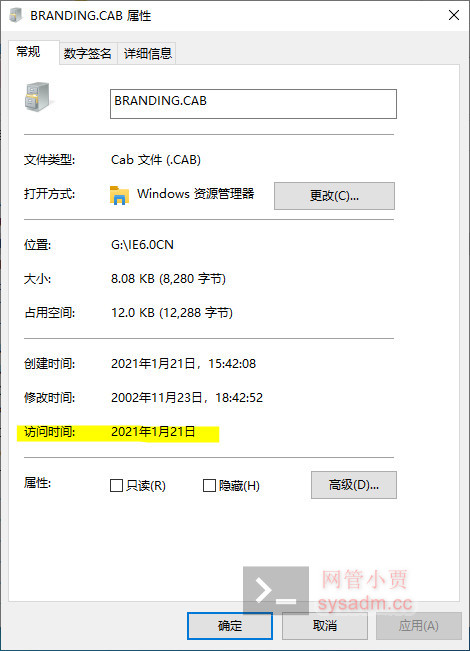 BRANDING.CAB 属性
常规 数字签名 详细信息
BRANDING.CAB
文件类型: Cab 文件 (.CAB)
打开方式: Windows 资源管理器 更改(C)...
位置: G:\IE6.0CN
大小: 8.08 KB (8,280 字节)
占用空间: 12.0 KB (12,288 字节)
创建时间: 2021年1月21日，15:42:08
修改时间: 2002年11月23日，18:42:52
访问时间: 2021年1月21日
属性: 只读(R) 隐藏(H) 高级(D)...
网管小贾
sysadm.cc
确定 取消 应用(A)